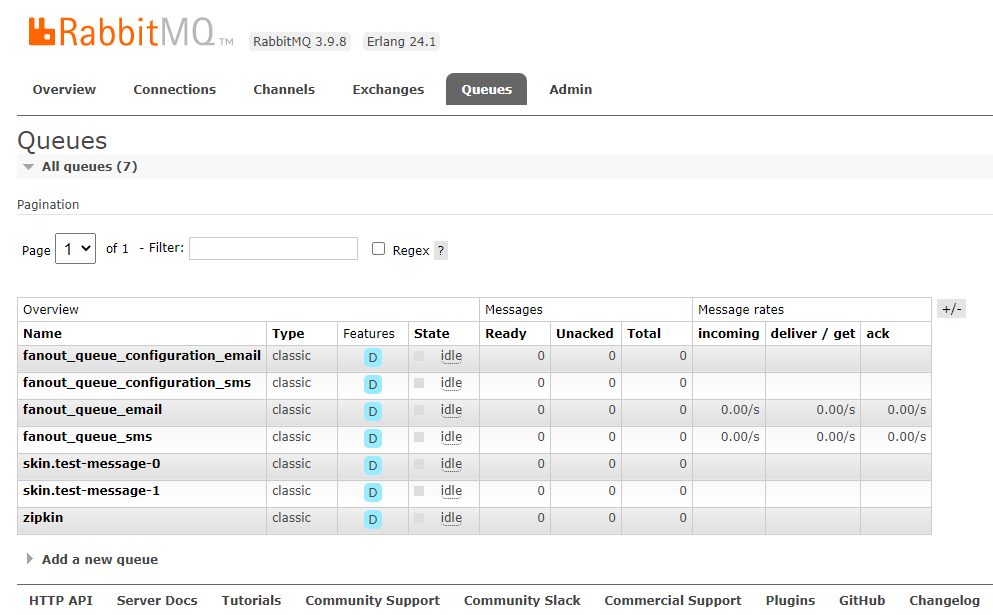 RabbitMQ TM RabbitMQ 3.9.8 Erlang 24.1
Overview Connections Channels Exchanges Queues Admin
Queues
All queues (7)
Pagination
Page 1 of 1 - Filter: Regex ?
Overview Messages Message rates +/-
Name Type Features State Ready Unacked Total incoming deliver / get ack
fanout_queue_configuration_email classic D idle 0 0 0
fanout_queue_configuration_sms classic D idle 0 0 0
fanout_queue_email classic D idle 0 0 0 0.00/s 0.00/s 0.00/s
fanout_queue_sms classic D idle 0 0 0 0.00/s 0.00/s 0.00/s
skin.test-message-0 classic D idle 0 0 0
skin.test-message-1 classic D idle 0 0 0
zipkin classic D idle 0 0 0
Add a new queue
HTTP API Server Docs Tutorials Community Support Community Slack Commercial Support Plugins GitHub Changelog